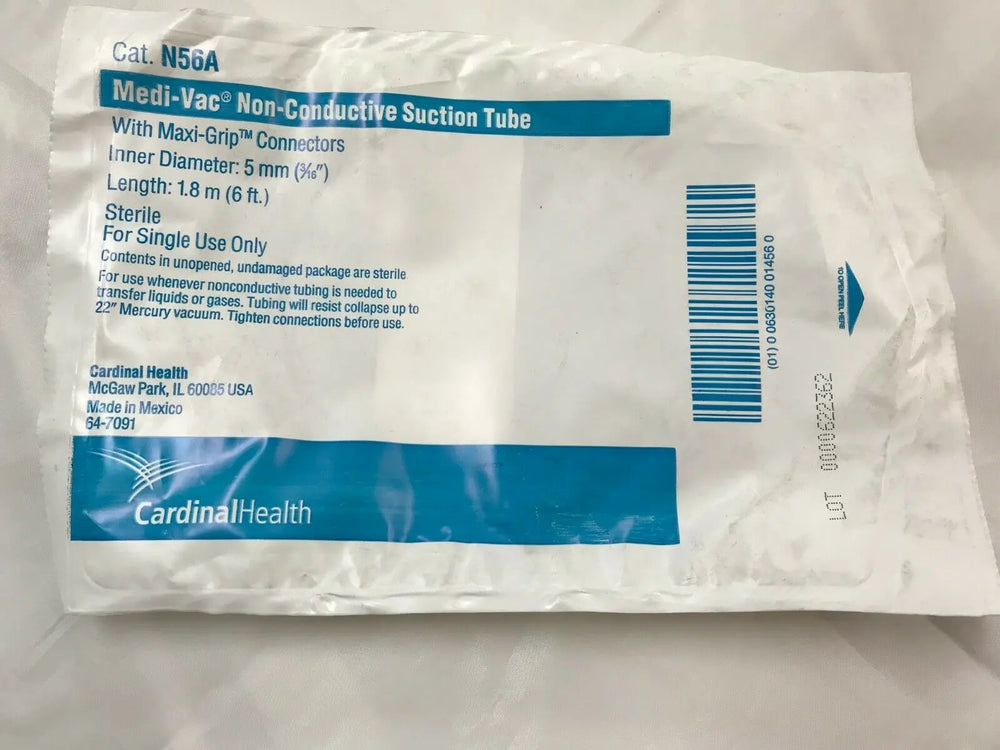 Cat. N56A
Medi-Vac® Non-Conductive Suction Tube
With Maxi-Grip™ Connectors
Inner Diameter: 5 mm (3/16")
Length: 1.8 m (6 ft.)
Sterile
For Single Use Only
Contents in unopened, undamaged package are sterile
For use whenever nonconductive tubing is needed to
transfer liquids or gases. Tubing will resist collapse up to
22" Mercury vacuum. Tighten connections before use.
Cardinal Health
McGaw Park, IL 60085 USA
Made in Mexico
64-7091
CardinalHealth
(01) 0 0630140 01456 0
TO OPEN PEEL HERE
LOT 0000622362